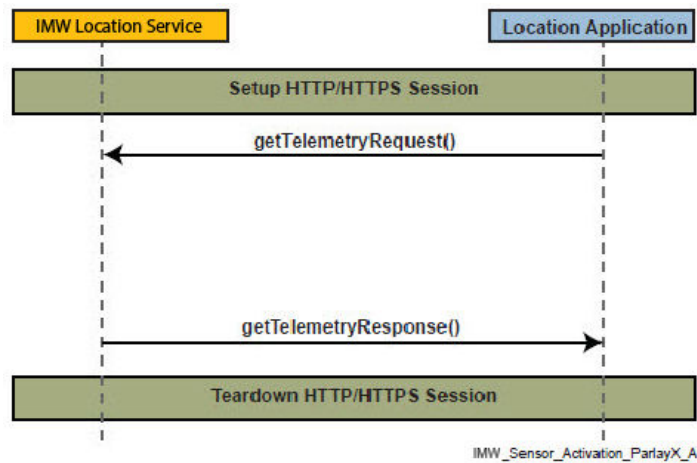 IMW Location Service
Location Application
Setup HTTP/HTTPS Session
getTelemetryRequest()
getTelemetryResponse()
Teardown HTTP/HTTPS Session
IMW_Sensor_Activation_ParlayX_A